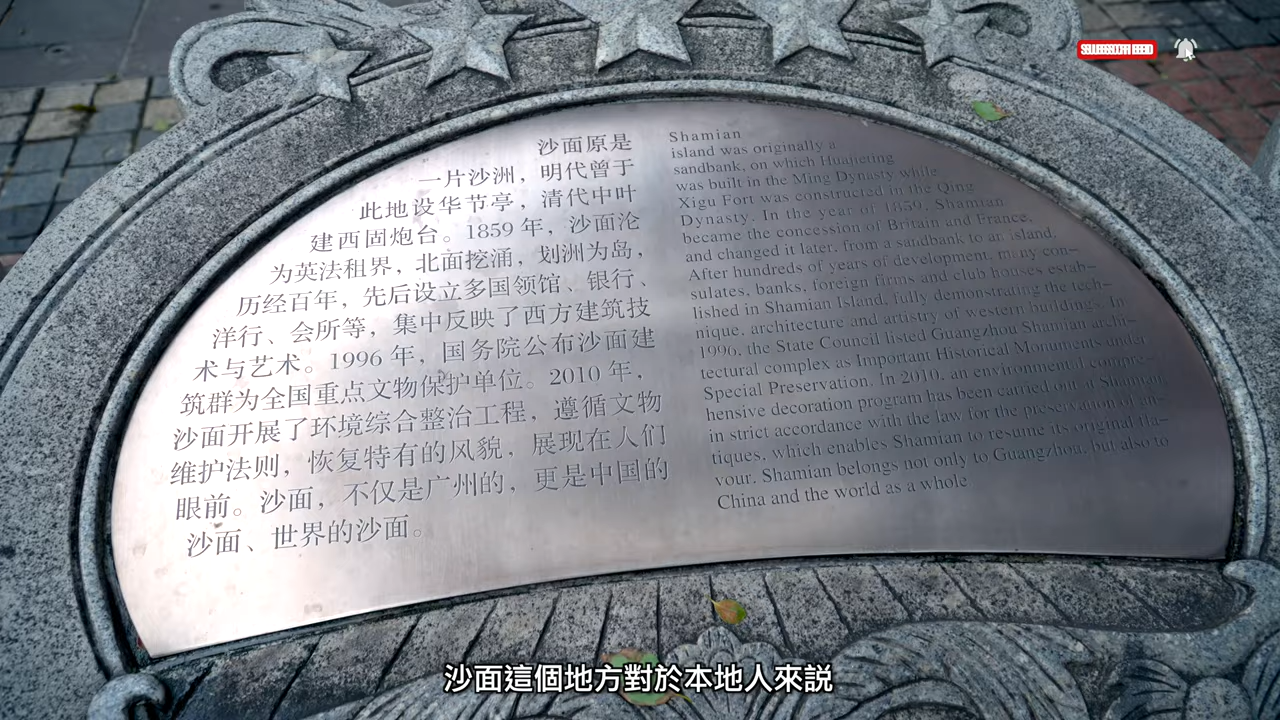 沙面原是
一片沙洲，明代曾于
此地设华节亭，清代中叶
建西固炮台。1859 年，沙面沦
为英法租界，北面挖涌，划洲为岛，
历经百年，先后设立多国领馆、银行、
洋行、会所等，集中反映了西方建筑技
术与艺术。1996 年，国务院公布沙面建
筑群为全国重点文物保护单位。2010 年，
沙面开展了环境综合整治工程，遵循文物
维护法则，恢复特有的风貌，展现在人们
眼前。沙面，不仅是广州的，更是中国的
沙面、世界的沙面。
Shamian
island was originally a
sandbank, on which Huajieting
was built in the Ming Dynasty while
Xigu Fort was constructed in the Qing
Dynasty. In the year of 1859, Shamian
became the concession of Britain and France,
and changed it later, from a sandbank to an island.
After hundreds of years of development, many con-
sulates, banks, foreign firms and club houses estab-
lished in Shamian Island, fully demonstrating the tech-
nique, architecture and artistry of western buildings. In
1996, the State Council listed Guangzhou Shamian archi-
tectural complex as Important Historical Monuments under
Special Preservation. In 2010, an environmental compre-
hensive decoration program has been carried out a Shamian
in strict accordance with the law for the preservation of an-
tiques, which enables Shamian to resume its original fla-
vour. Shamian belongs not only to Guangzhou, but also to
China and the world as a whole
沙面這個地方對於本地人來説